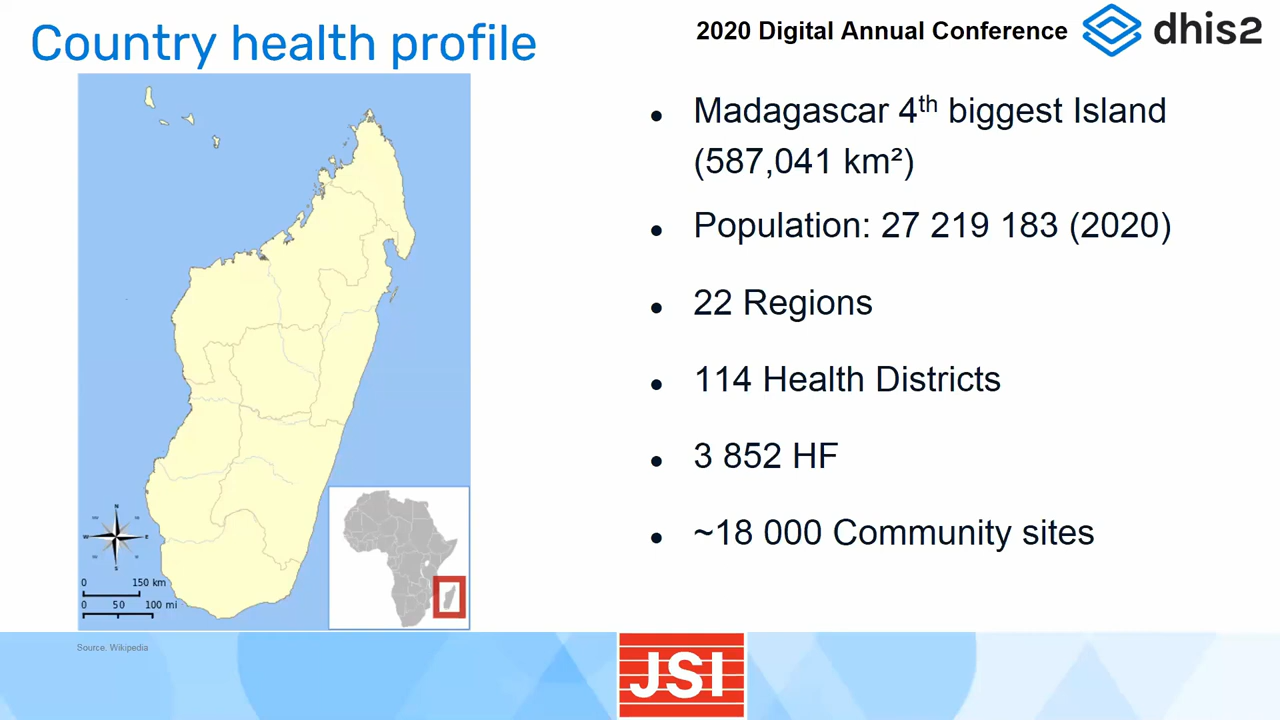 Country health profile
2020 Digital Annual Conference
dhis2
Madagascar 4th biggest Island
(587,041 km²)
Population: 27 219 183 (2020)
22 Regions
114 Health Districts
3 852 HF
~18 000 Community sites
N
W
E
S
0 150 km
0 50 100 mi
Source. Wikipedia
JSI